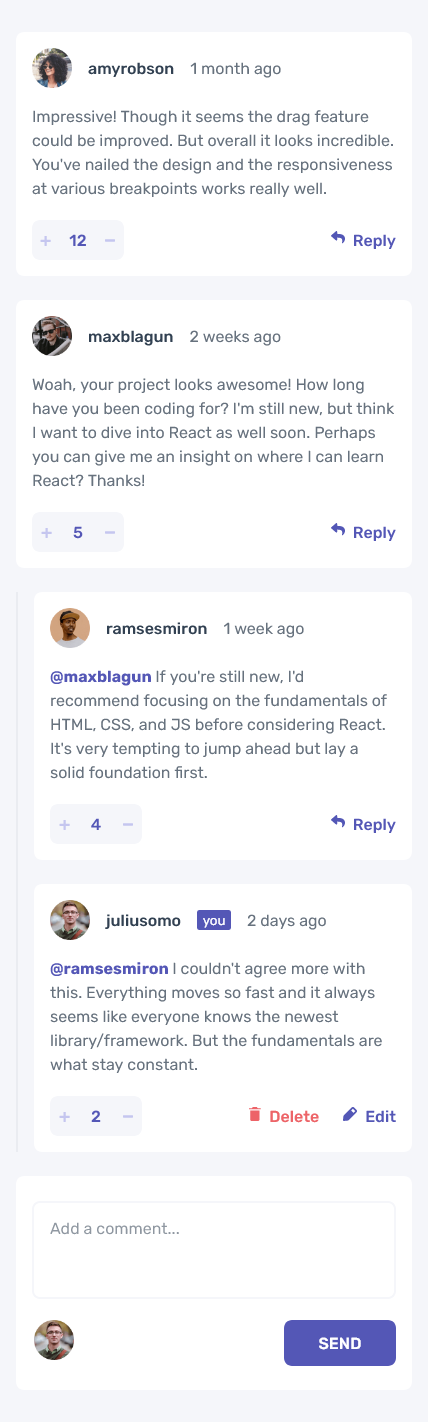 amyrobson 1 month ago
Impressive! Though it seems the drag feature
could be improved. But overall it looks incredible.
You've nailed the design and the responsiveness
at various breakpoints works really well.
+ 12 − Reply
maxblagun 2 weeks ago
Woah, your project looks awesome! How long
have you been coding for? I'm still new, but think
I want to dive into React as well soon. Perhaps
you can give me an insight on where I can learn
React? Thanks!
+ 5 − Reply
ramsesmiron 1 week ago
@maxblagun If you're still new, I'd
recommend focusing on the fundamentals of
HTML, CSS, and JS before considering React.
It's very tempting to jump ahead but lay a
solid foundation first.
+ 4 − Reply
juliusomo you 2 days ago
@ramsesmiron I couldn't agree more with
this. Everything moves so fast and it always
seems like everyone knows the newest
library/framework. But the fundamentals are
what stay constant.
+ 2 − Delete Edit
Add a comment...
SEND